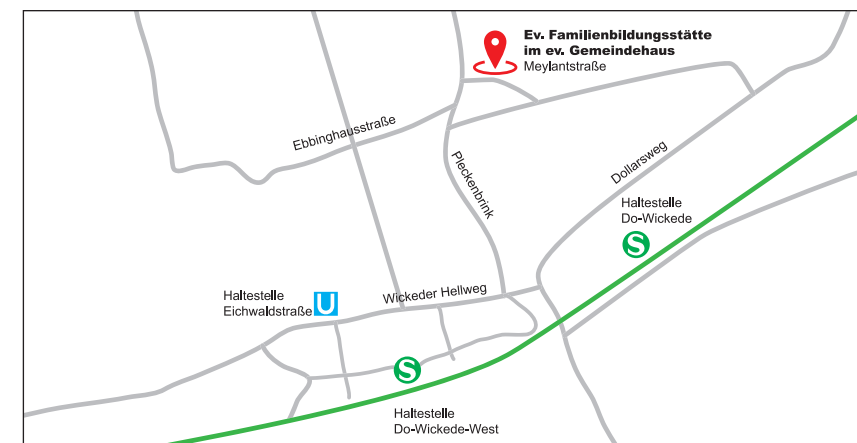 Ev. Familienbildungsstätte
im ev. Gemeindehaus
Meylantstraße
Ebbinghausstraße
Pleckenbrink
Dollarsweg
Haltestelle
Do-Wickede
S
Haltestelle
Eichwaldstraße
U
Wickeder Hellweg
S
Haltestelle
Do-Wickede-West